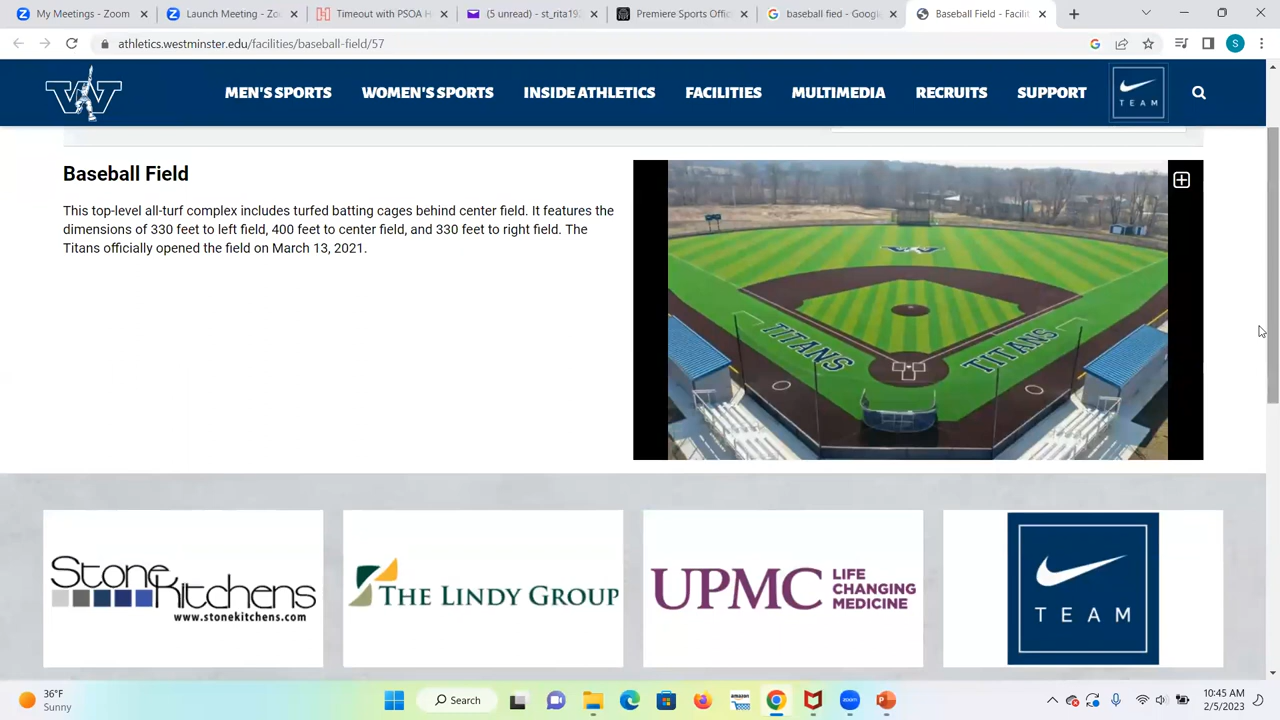 My Meetings - Zoom
Launch Meeting - Zo
Timeout with PSOA H
(5 unread) - st_rita19
Premiere Sports Offic
baseball fied - Google
Baseball Field - Facilit
athletics.westminster.edu/facilities/baseball-field/57
S
W
MEN'S SPORTS
WOMEN'S SPORTS
INSIDE ATHLETICS
FACILITIES
MULTIMEDIA
RECRUITS
SUPPORT
TEAM
Baseball Field
This top-level all-turf complex includes turfed batting cages behind center field. It features the
dimensions of 330 feet to left field, 400 feet to center field, and 330 feet to right field. The
Titans officially opened the field on March 13, 2021.
W
TITANS
TITANS
Stone Kitchens
www.stonekitchens.com
THE LINDY GROUP
UPMC LIFE
CHANGING
MEDICINE
TEAM
36°F
Sunny
Search
amazon
zoom
10:45 AM
2/5/2023